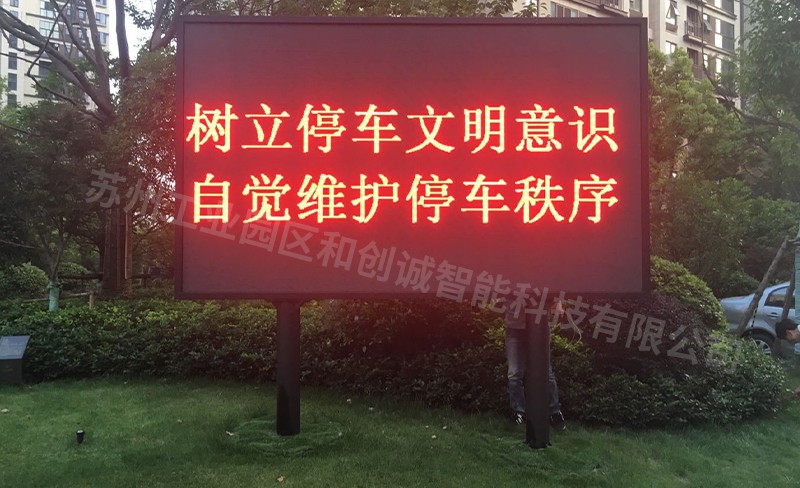 树立停车文明意识
自觉维护停车秩序
苏州工业园区和创诚智能科技有限公司